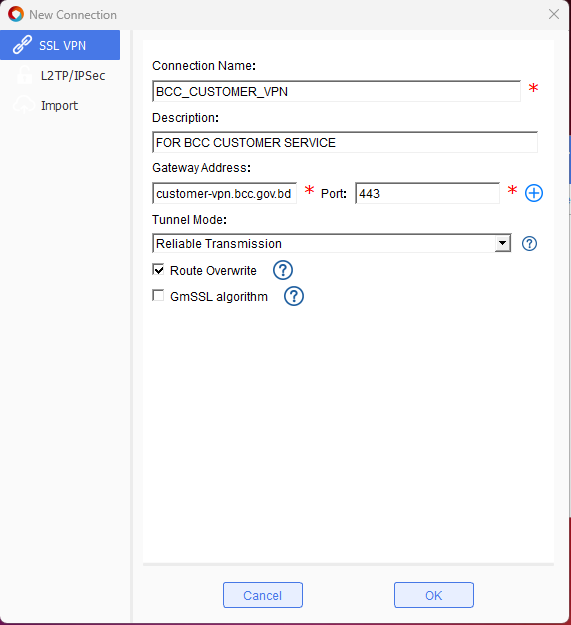 New Connection
SSL VPN
L2TP/IPSec
Import
Connection Name:
BCC_CUSTOMER_VPN *
Description:
FOR BCC CUSTOMER SERVICE
Gateway Address:
customer-vpn.bcc.gov.bd * Port: 443 *
Tunnel Mode:
Reliable Transmission ?
Route Overwrite ?
GmSSL algorithm ?
Cancel OK